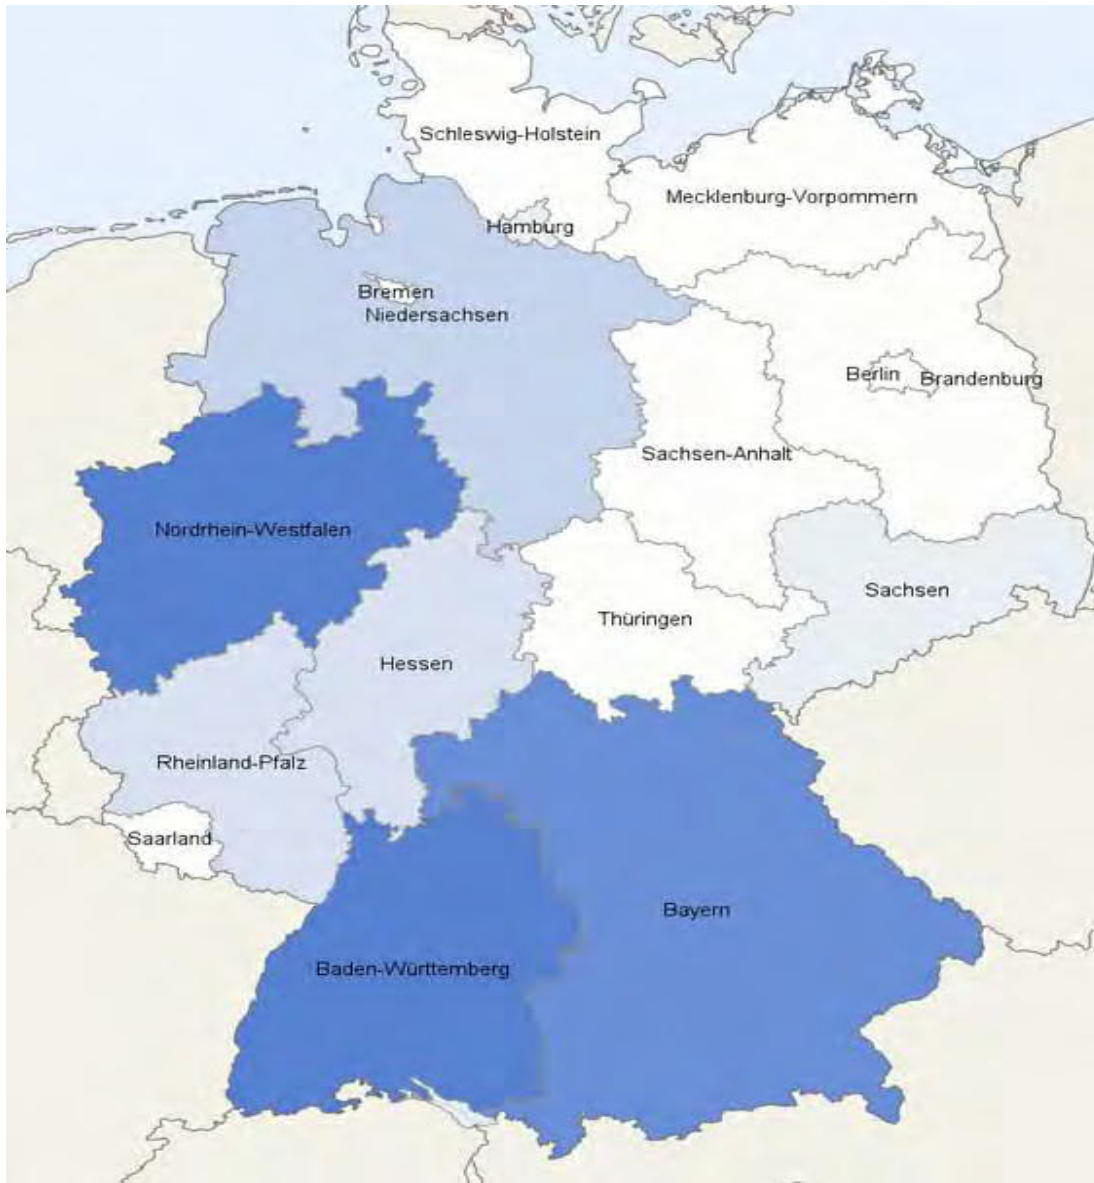 Schleswig-Holstein
Mecklenburg-Vorpommern
Hamburg
Bremen
Niedersachsen
Berlin
Brandenburg
Sachsen-Anhalt
Nordrhein-Westfalen
Sachsen
Thüringen
Hessen
Rheinland-Pfalz
Saarland
Bayern
Baden-Württemberg